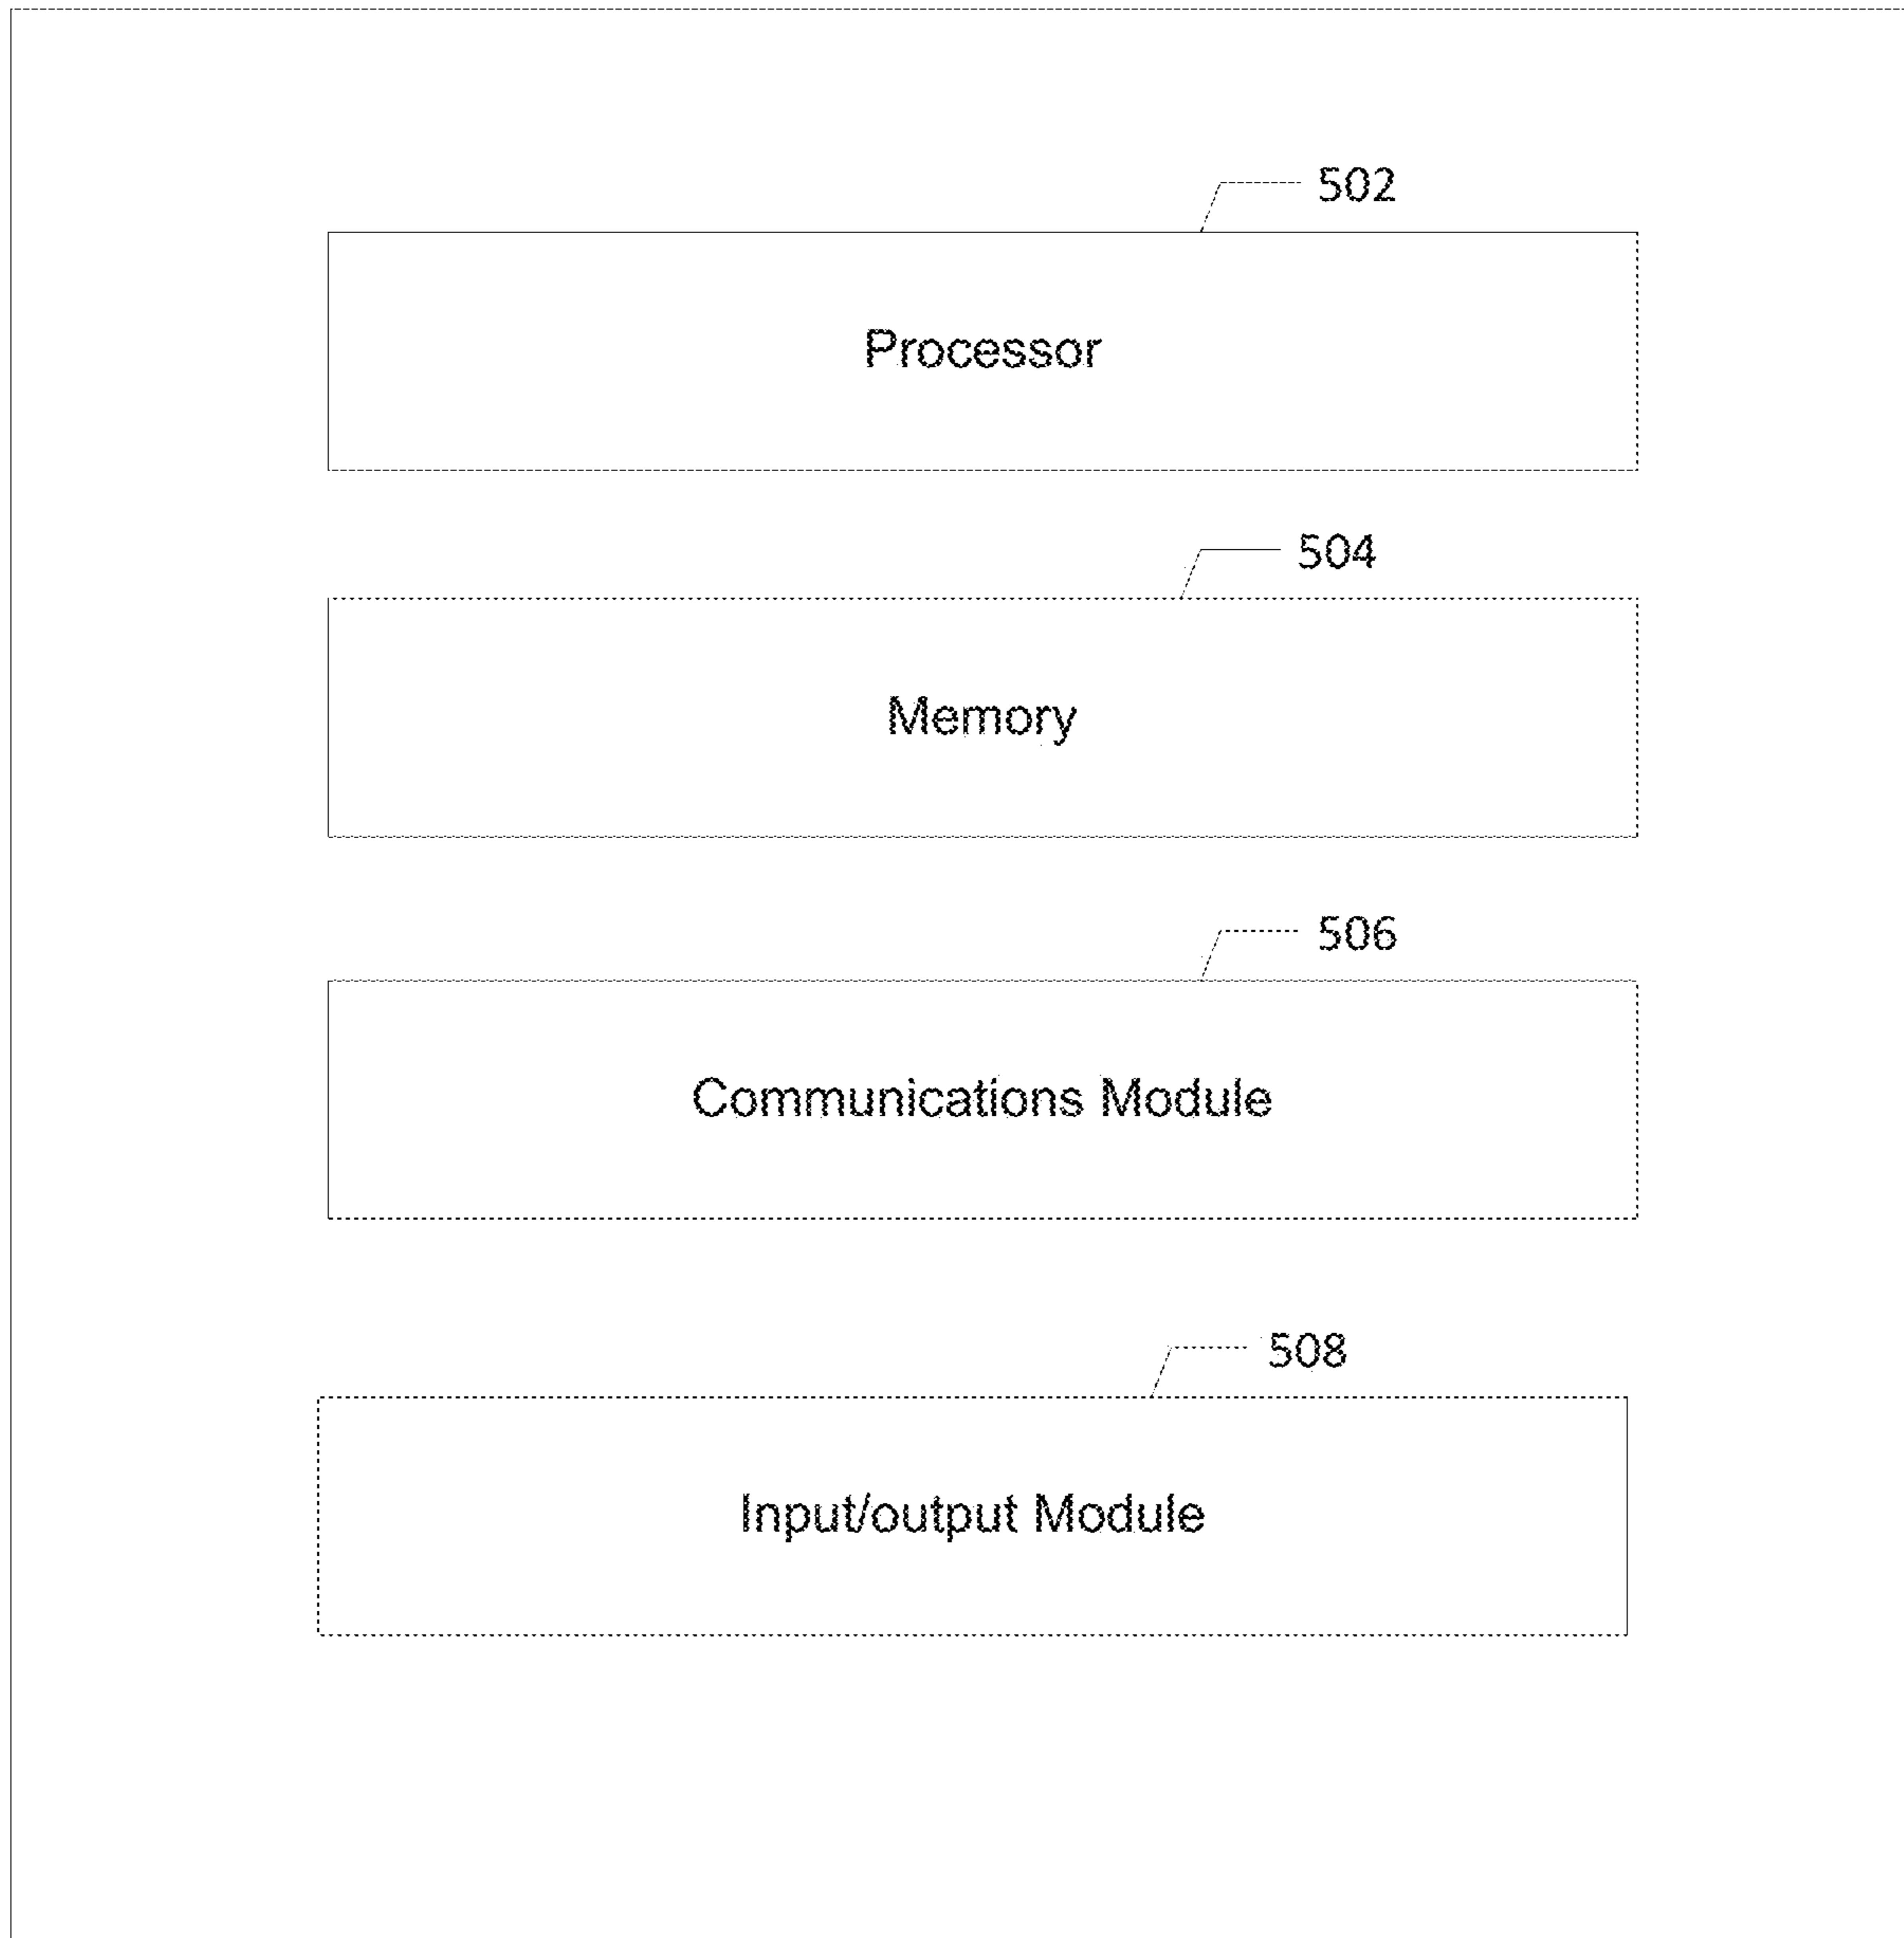 502
Processor
504
Memory
506
Communications Module
508
Input/output Module